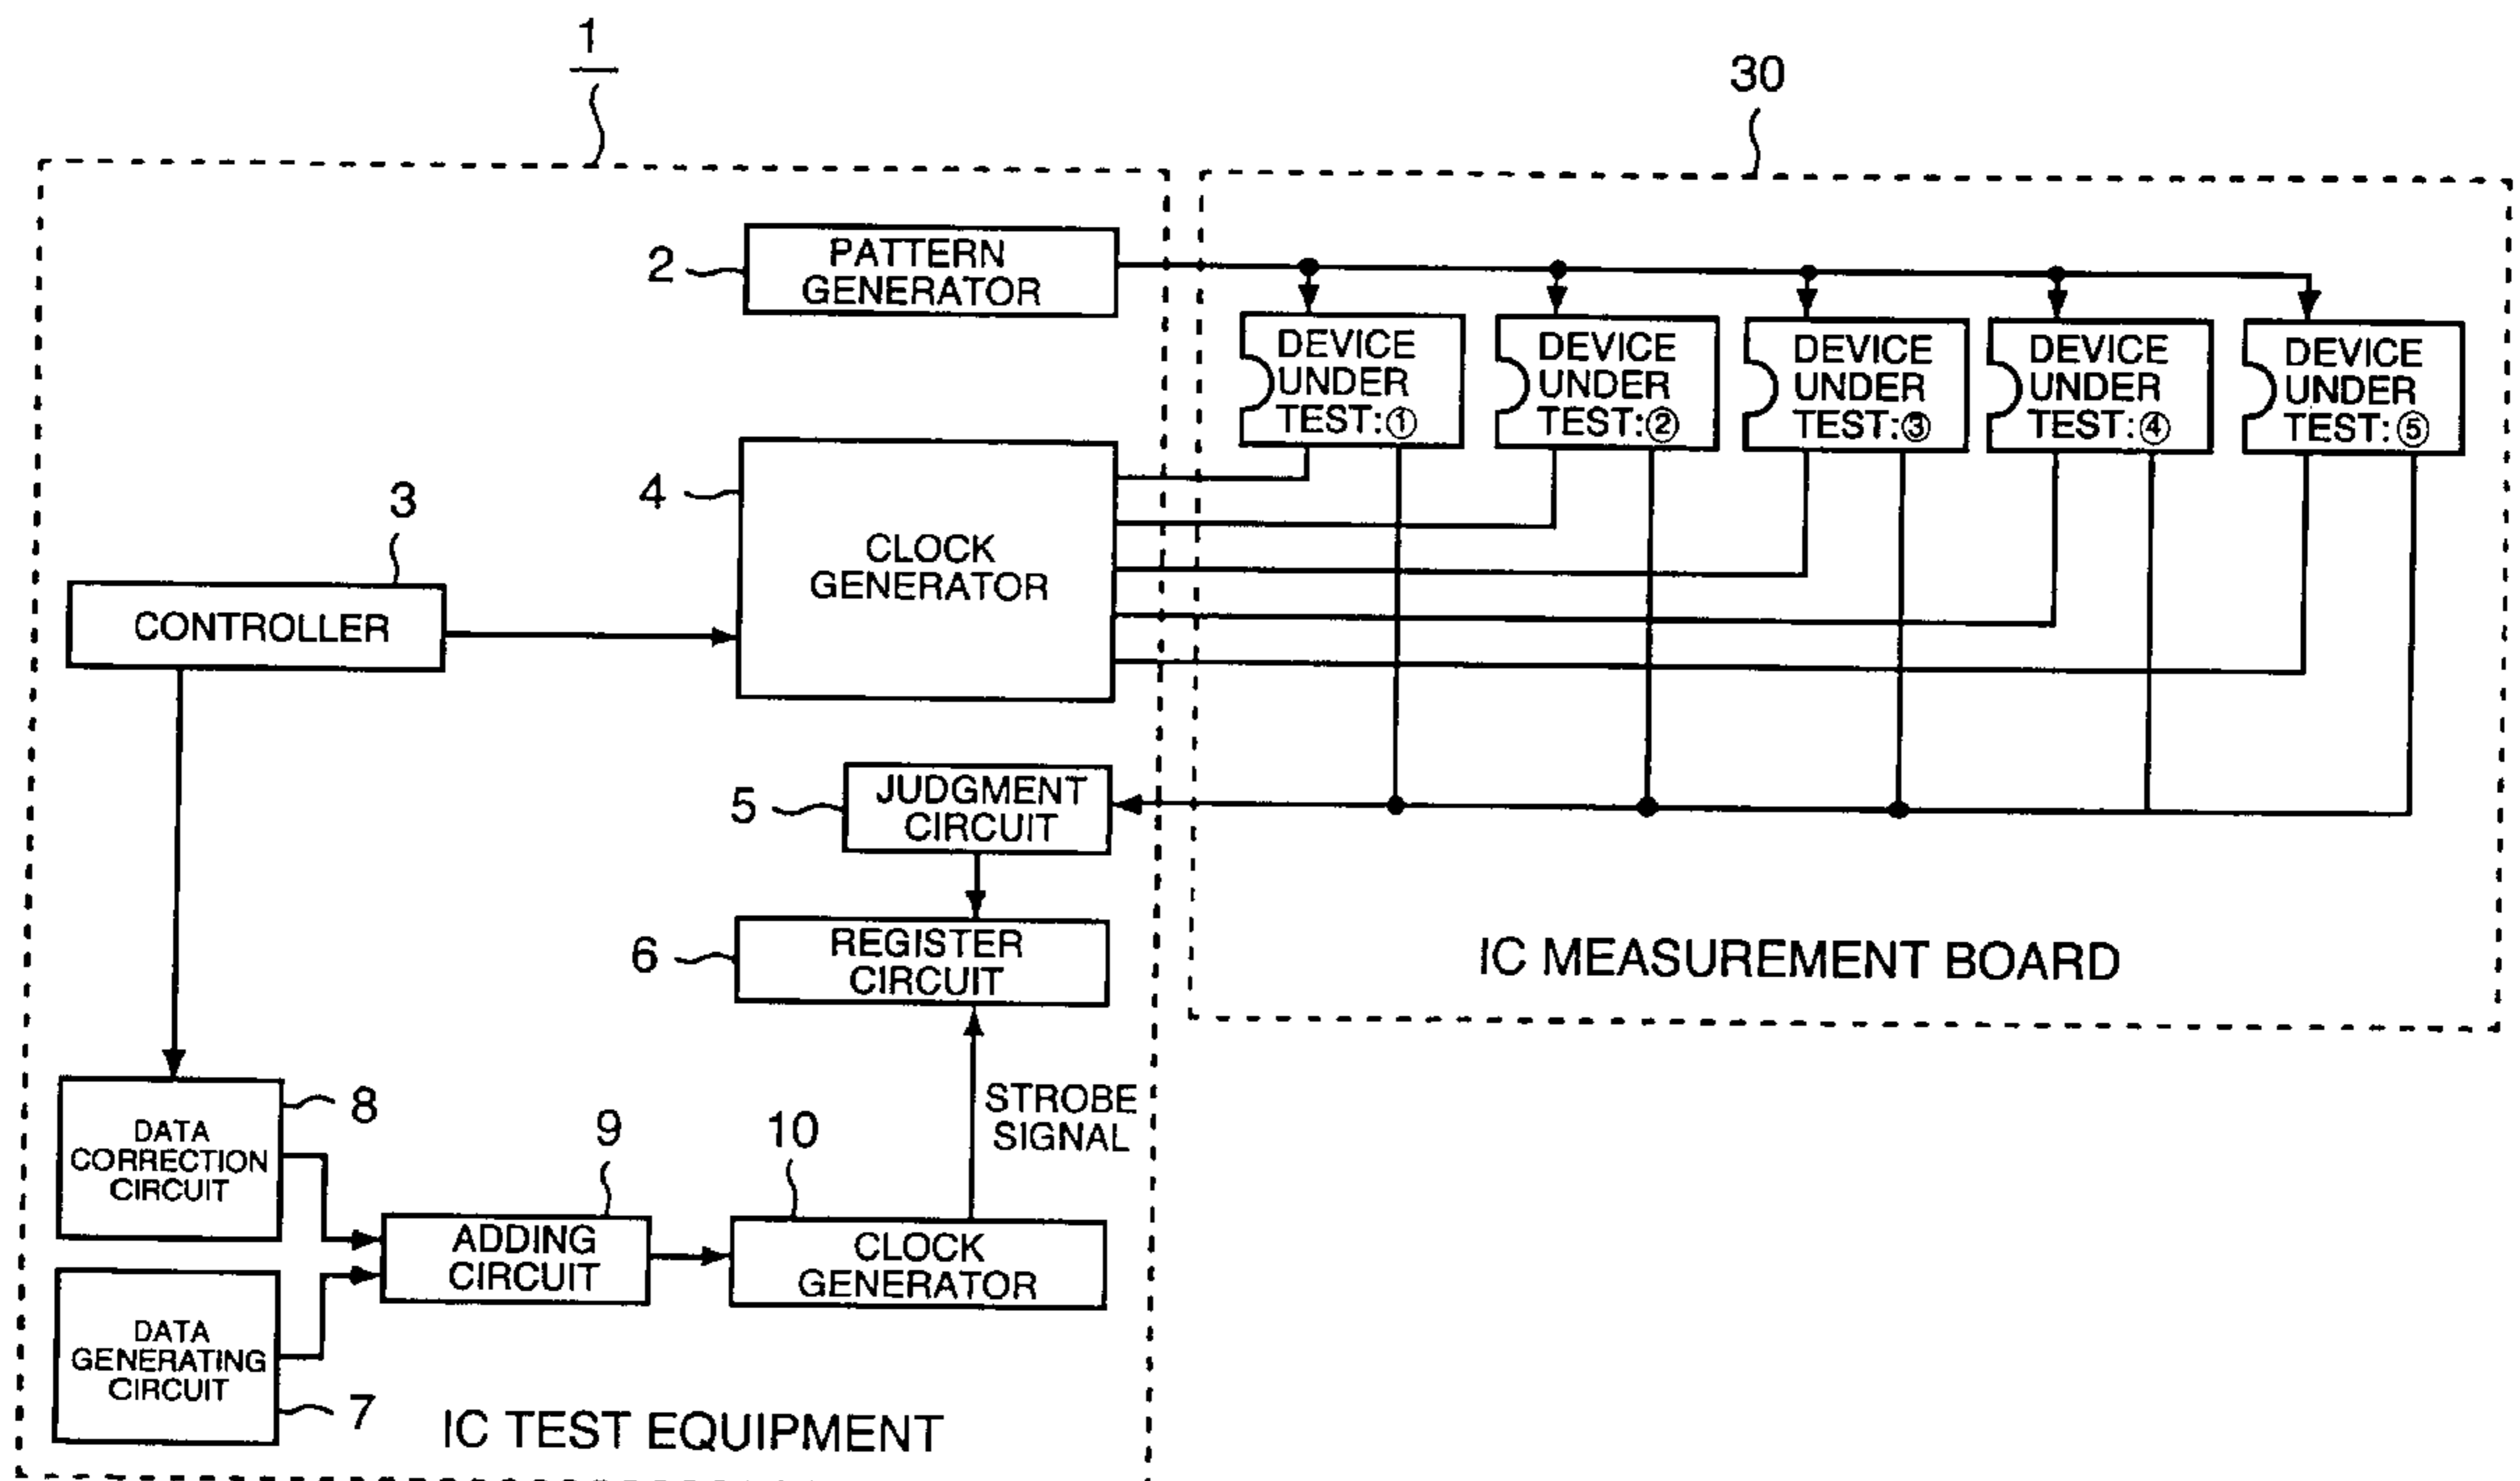 1
30
2
PATTERN
GENERATOR
DEVICE
UNDER
TEST:①
DEVICE
UNDER
TEST:②
DEVICE
UNDER
TEST:③
DEVICE
UNDER
TEST:④
DEVICE
UNDER
TEST:⑤
3
CONTROLLER
4
CLOCK
GENERATOR
5
JUDGMENT
CIRCUIT
6
REGISTER
CIRCUIT
IC MEASUREMENT BOARD
STROBE
SIGNAL
8
DATA
CORRECTION
CIRCUIT
9
ADDING
CIRCUIT
10
CLOCK
GENERATOR
DATA
GENERATING
CIRCUIT
7
IC TEST EQUIPMENT